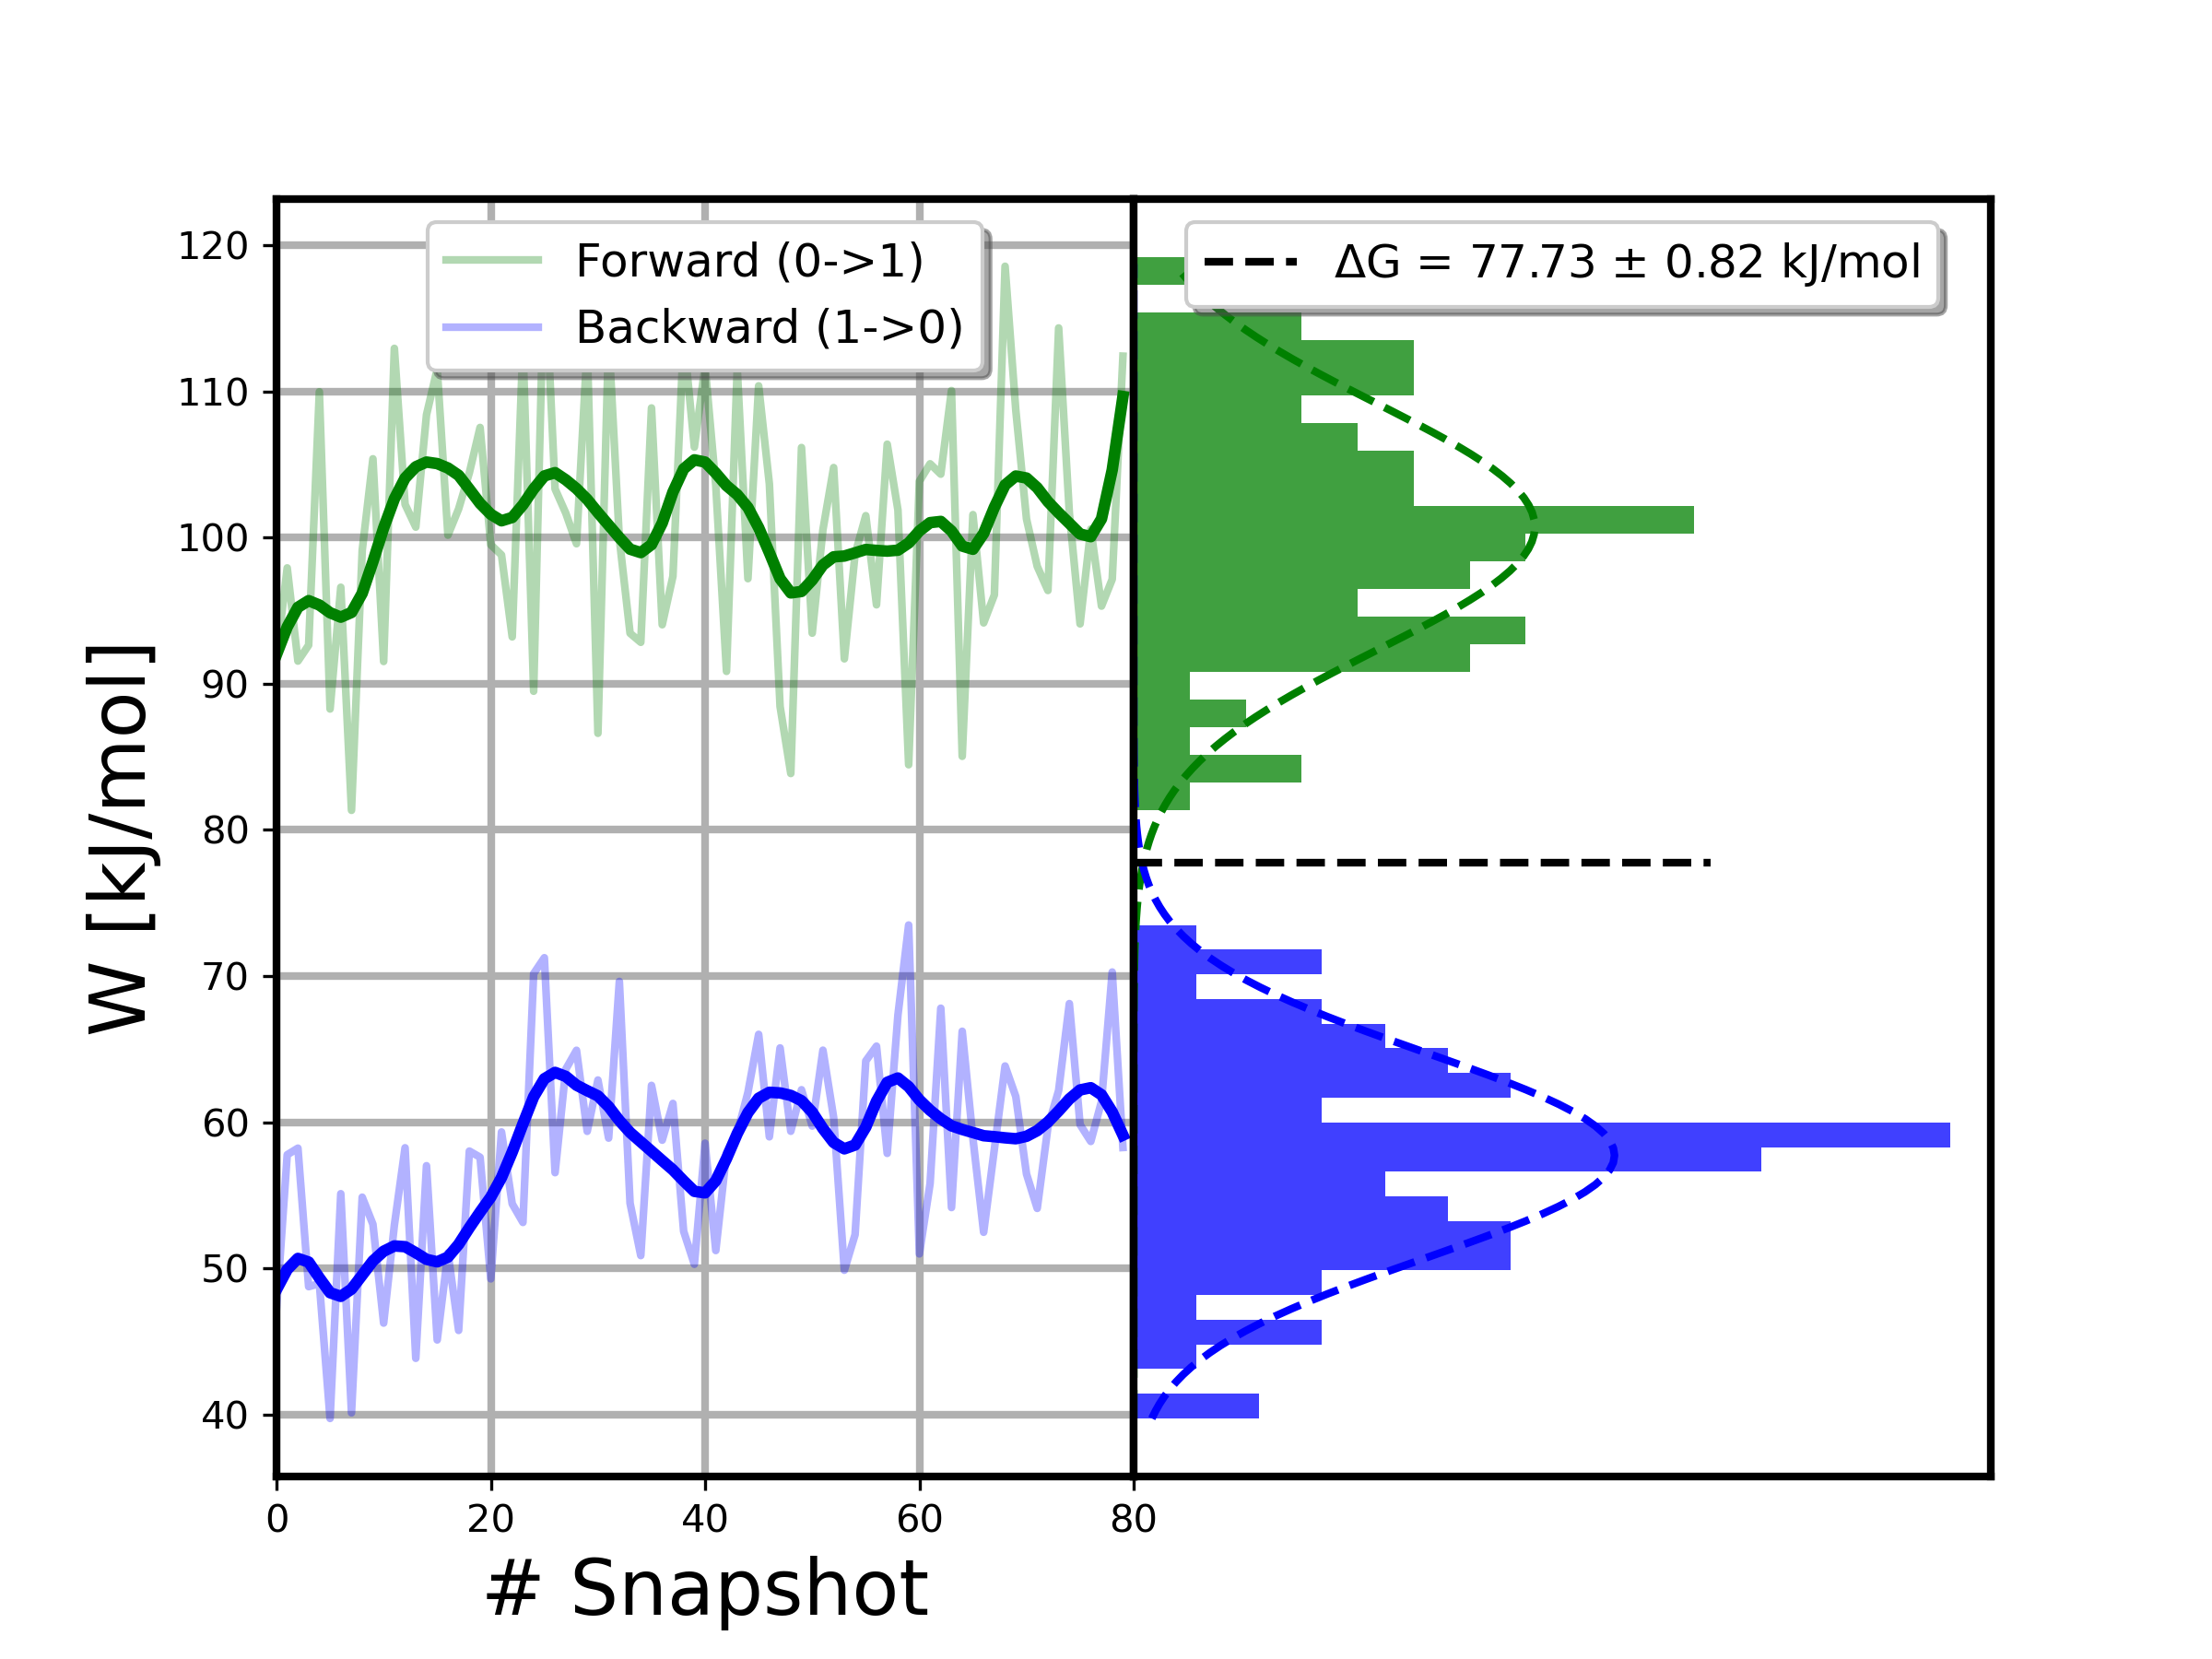 Forward (0->1)
Backward (1->0)
ΔG = 77.73 ± 0.82 kJ/mol
W [kJ/mol]
120
110
100
90
80
70
60
50
40
0 20 40 60 80
# Snapshot